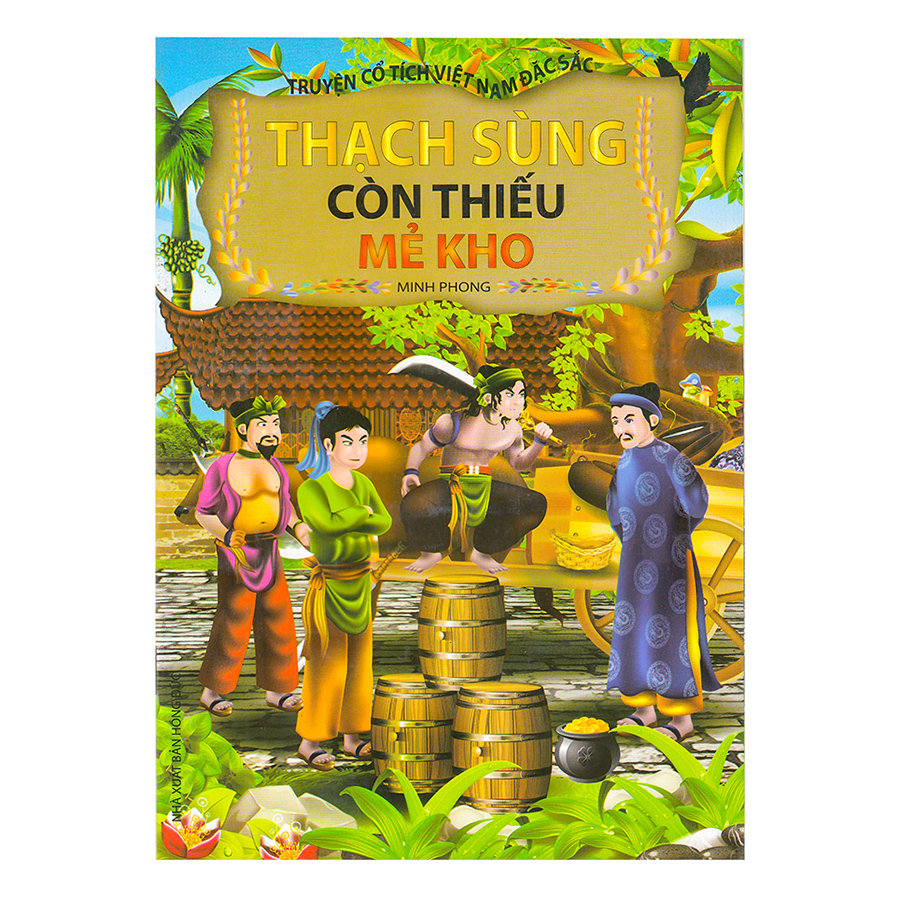 TRUYỆN CỔ TÍCH VIỆT NAM ĐẶC SẮC
THẠCH SÙNG
CÒN THIẾU
MẺ KHO
MINH PHONG
NHÀ XUẤT BẢN HỒNG ĐỨC